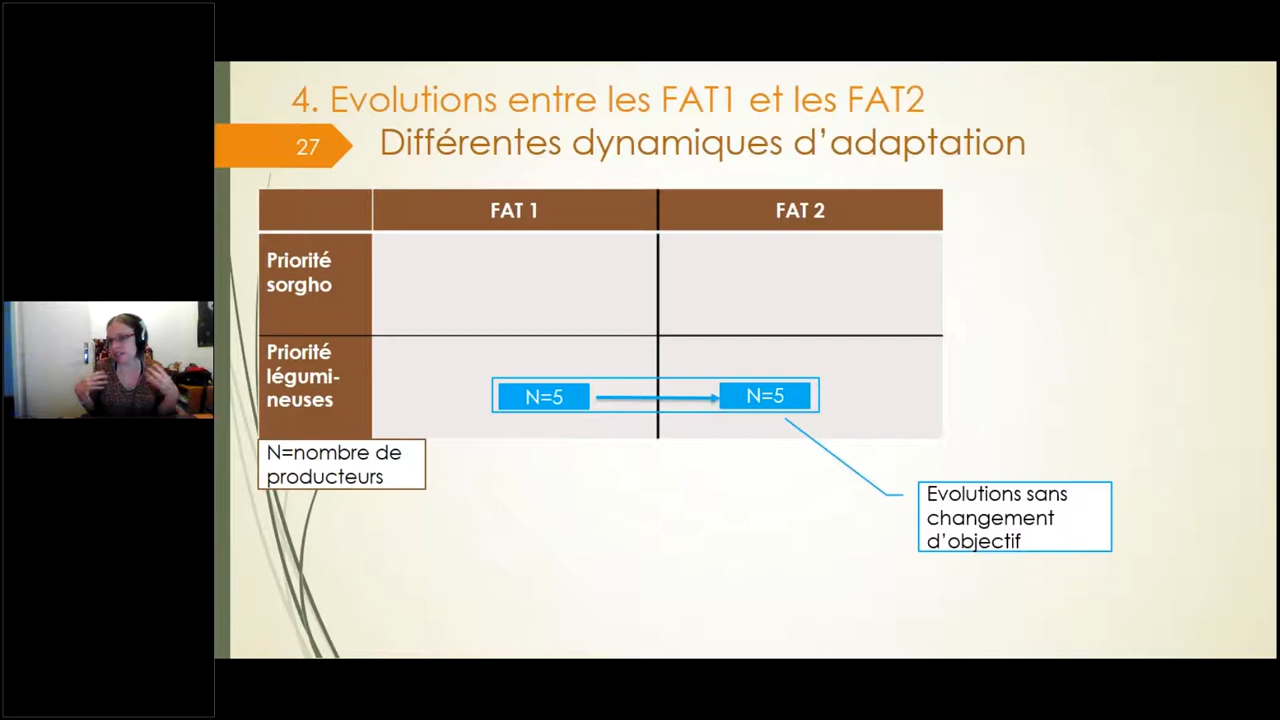 4. Evolutions entre les FAT1 et les FAT2
27
Différentes dynamiques d’adaptation
FAT 1
FAT 2
Priorité
sorgho
Priorité
légumi-
neuses
N=5
N=5
N=nombre de
producteurs
Evolutions sans
changement
d’objectif